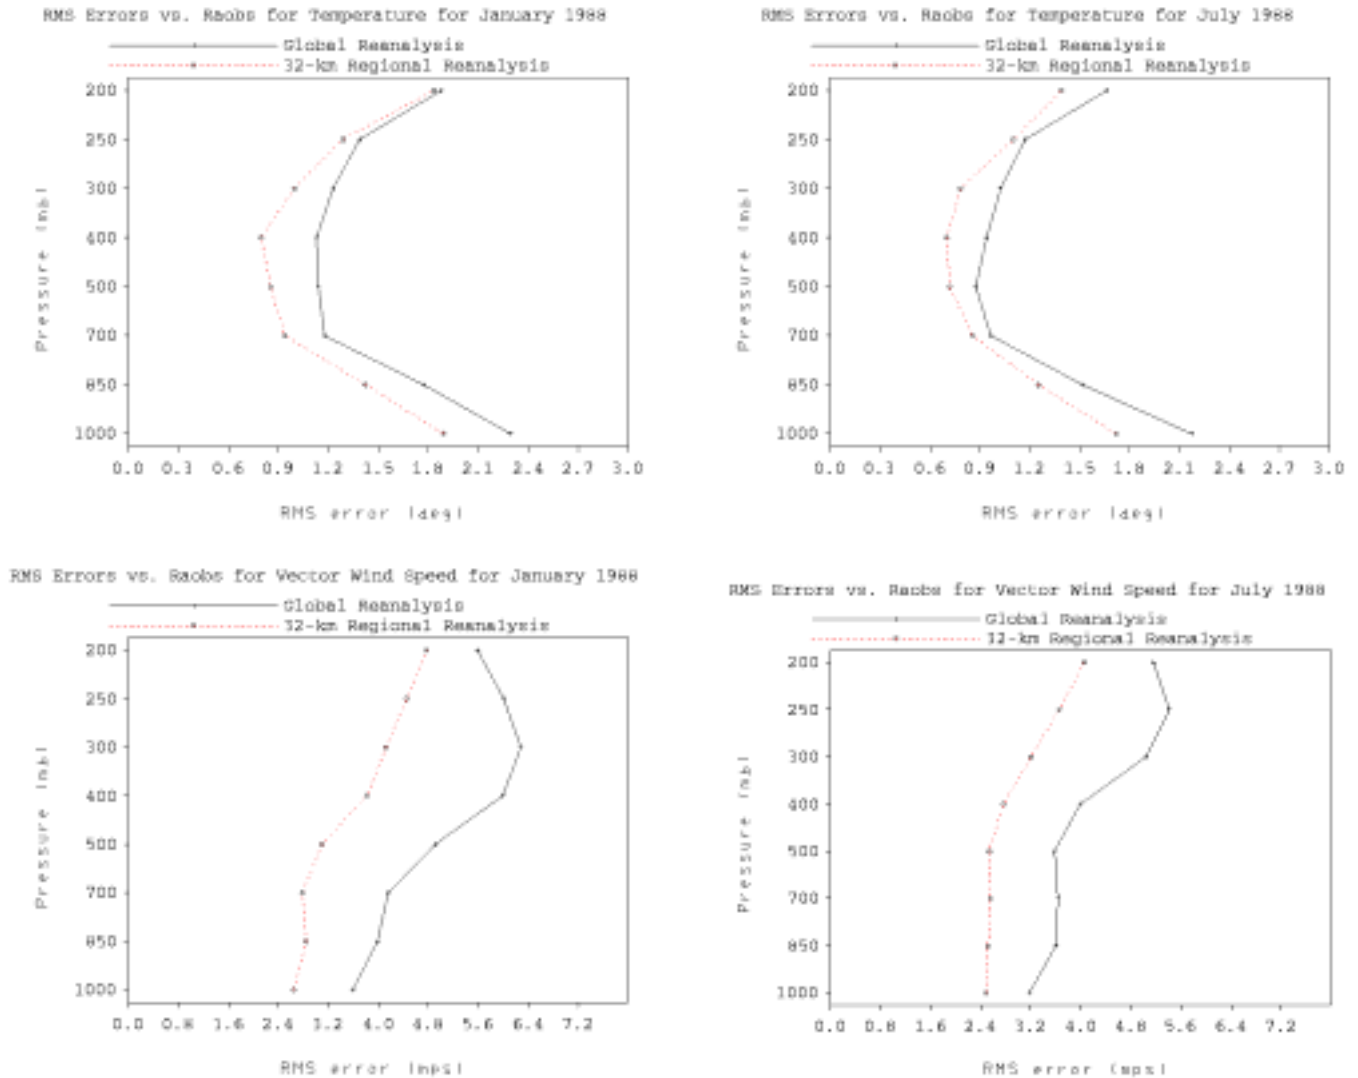 RMS Errors vs. Raobs for Temperature for January 1988
Global Reanalysis
32-km Regional Reanalysis
200
250
300
400
500
700
850
1000
Pressure (mb)
0.0 0.3 0.6 0.9 1.2 1.5 1.8 2.1 2.4 2.7 3.0
RMS error (deg)
RMS Errors vs. Raobs for Temperature for July 1988
Global Reanalysis
32-km Regional Reanalysis
200
250
300
400
500
700
850
1000
Pressure (mb)
0.0 0.3 0.6 0.9 1.2 1.5 1.8 2.1 2.4 2.7 3.0
RMS error (deg)
RMS Errors vs. Raobs for Vector Wind Speed for January 1988
Global Reanalysis
32-km Regional Reanalysis
200
250
300
400
500
700
850
1000
Pressure (mb)
0.0 0.8 1.6 2.4 3.2 4.0 4.8 5.6 6.4 7.2
RMS error (mps)
RMS Errors vs. Raobs for Vector Wind Speed for July 1988
Global Reanalysis
32-km Regional Reanalysis
200
250
300
400
500
700
850
1000
Pressure (mb)
0.0 0.8 1.6 2.4 3.2 4.0 4.8 5.6 6.4 7.2
RMS error (mps)